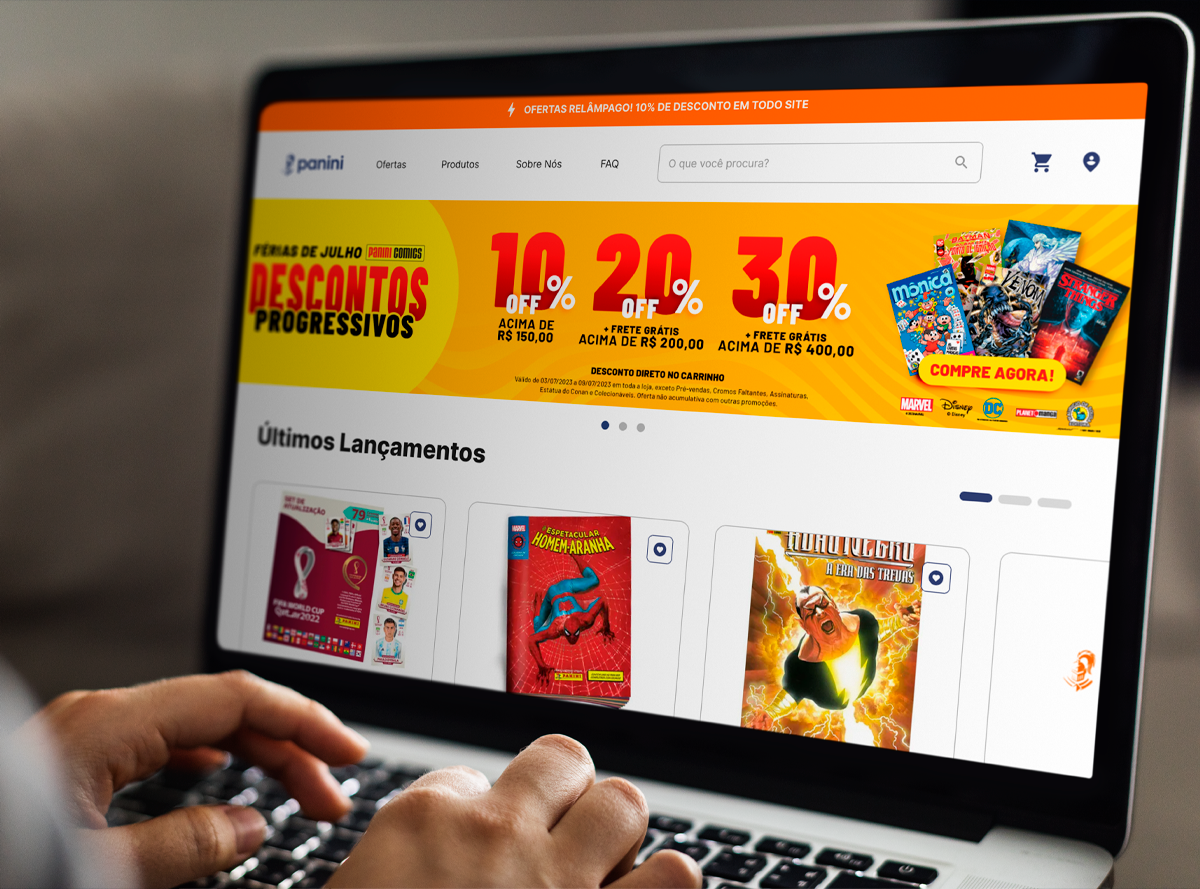 OFERTAS RELÂMPAGO! 10% DE DESCONTO EM TODO SITE
panini
Ofertas
Produtos
Sobre Nós
FAQ
O que você procura?
FÉRIAS DE JULHO PANINI COMICS
DESCONTOS
PROGRESSIVOS
10%
OFF
ACIMA DE
R$ 150,00
20%
OFF
+ FRETE GRÁTIS
ACIMA DE R$ 200,00
30%
OFF
+ FRETE GRÁTIS
ACIMA DE R$ 400,00
DESCONTO DIRETO NO CARRINHO
Válido de 03/07/2023 a 09/07/2023 em toda a loja, exceto Pré-vendas, Cromos Faltantes, Assinaturas,
Estatua do Conan e Colecionáveis. Oferta não acumulativa com outras promoções.
BATMAN
Mônica
VENOM
STRANGER
THINGS
COMPRE AGORA!
MARVEL
Disney
DC
PLANET MANGA
Últimos Lançamentos
SET DE
ATUALIZAÇÃO
79
FIFA WORLD CUP
Qatar2022
PANINI
MARVEL
O ESPETACULAR
HOMEM-ARANHA
PANINI
ADÃO NEGRO
A ERA DAS TREVAS